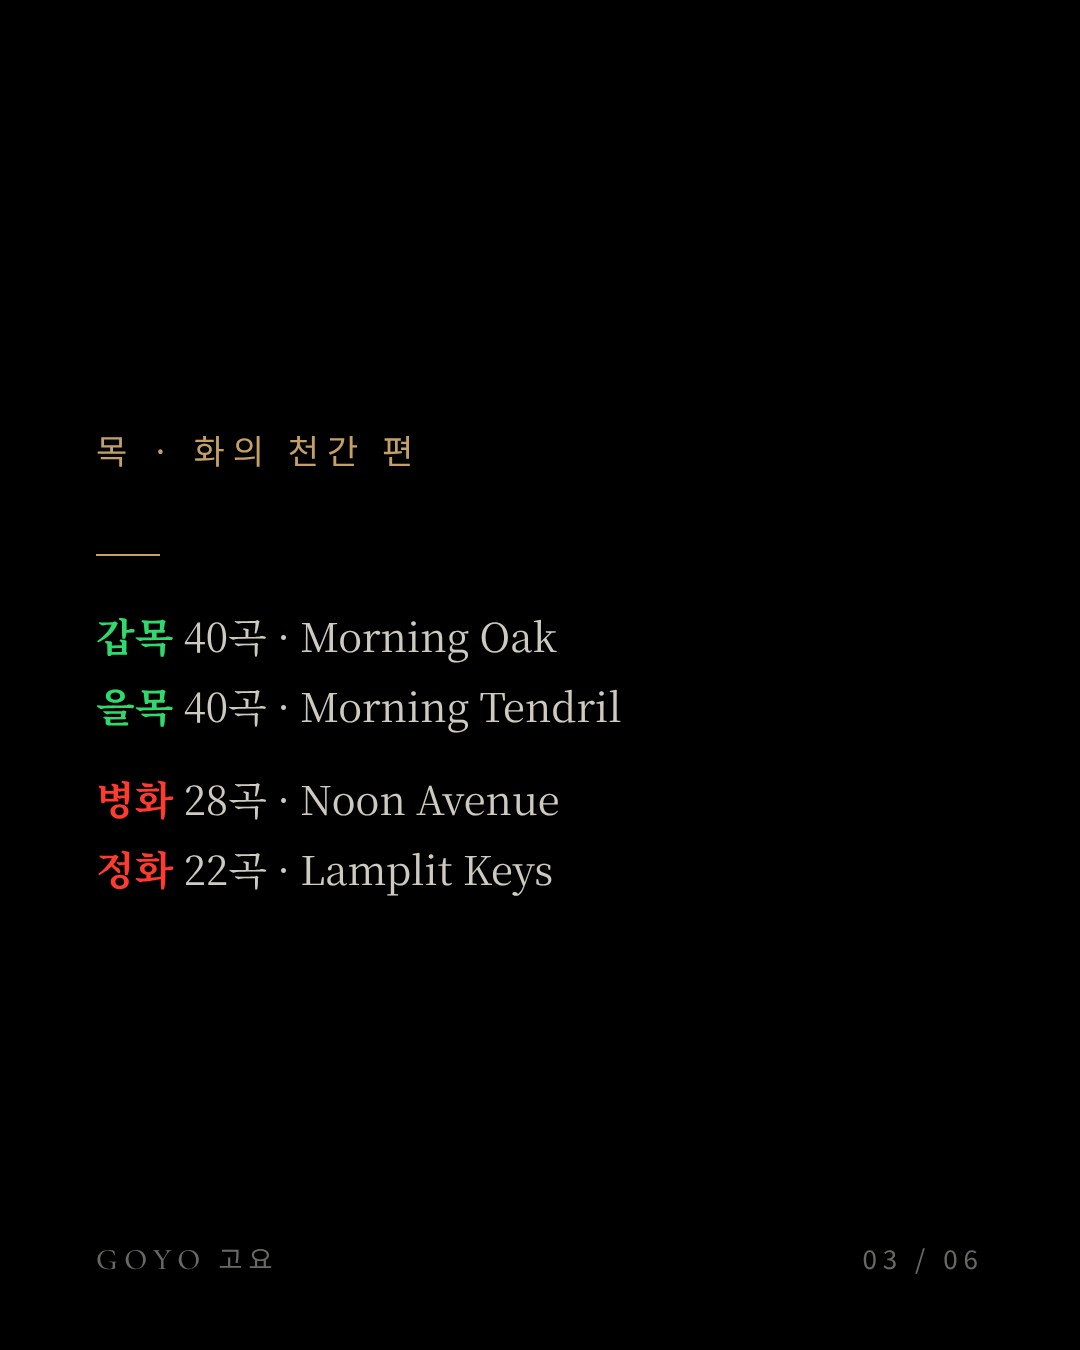 목 · 화의 천간 편
갑목 40곡 · Morning Oak
을목 40곡 · Morning Tendril
병화 28곡 · Noon Avenue
정화 22곡 · Lamplit Keys
GOYO 고요
03 / 06